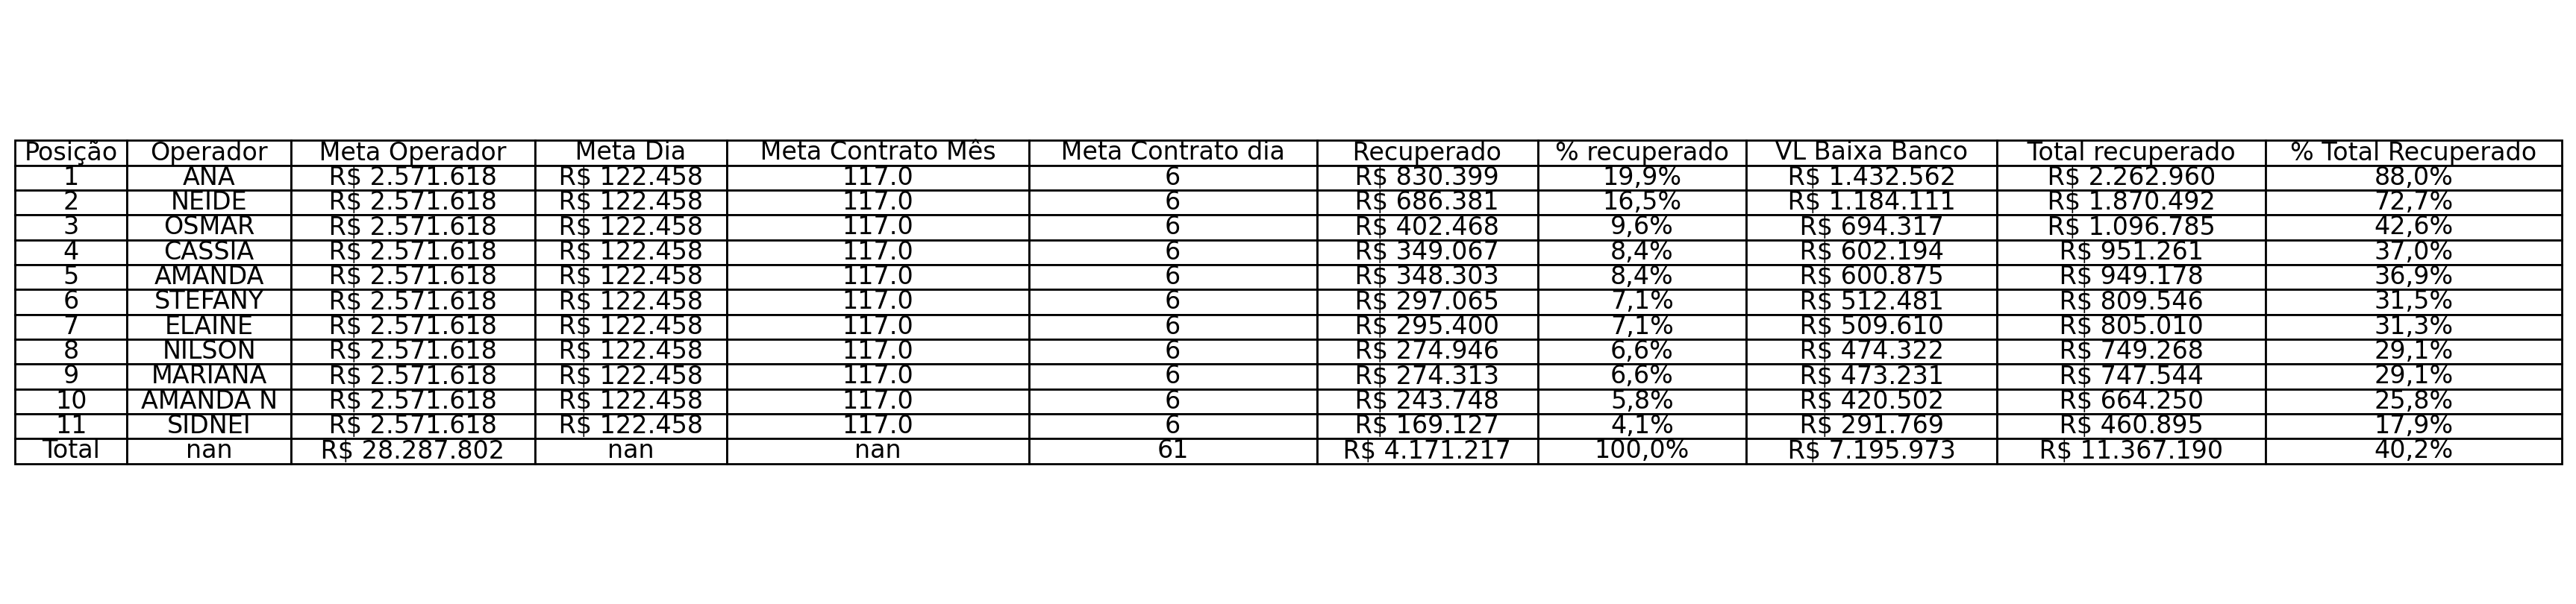 Posição Operador Meta Operador Meta Dia Meta Contrato Mês Meta Contrato dia Recuperado % recuperado VL Baixa Banco Total recuperado % Total Recuperado
1 ANA R$ 2.571.618 R$ 122.458 117.0 6 R$ 830.399 19,9% R$ 1.432.562 R$ 2.262.960 88,0%
2 NEIDE R$ 2.571.618 R$ 122.458 117.0 6 R$ 686.381 16,5% R$ 1.184.111 R$ 1.870.492 72,7%
3 OSMAR R$ 2.571.618 R$ 122.458 117.0 6 R$ 402.468 9,6% R$ 694.317 R$ 1.096.785 42,6%
4 CASSIA R$ 2.571.618 R$ 122.458 117.0 6 R$ 349.067 8,4% R$ 602.194 R$ 951.261 37,0%
5 AMANDA R$ 2.571.618 R$ 122.458 117.0 6 R$ 348.303 8,4% R$ 600.875 R$ 949.178 36,9%
6 STEFANY R$ 2.571.618 R$ 122.458 117.0 6 R$ 297.065 7,1% R$ 512.481 R$ 809.546 31,5%
7 ELAINE R$ 2.571.618 R$ 122.458 117.0 6 R$ 295.400 7,1% R$ 509.610 R$ 805.010 31,3%
8 NILSON R$ 2.571.618 R$ 122.458 117.0 6 R$ 274.946 6,6% R$ 474.322 R$ 749.268 29,1%
9 MARIANA R$ 2.571.618 R$ 122.458 117.0 6 R$ 274.313 6,6% R$ 473.231 R$ 747.544 29,1%
10 AMANDA N R$ 2.571.618 R$ 122.458 117.0 6 R$ 243.748 5,8% R$ 420.502 R$ 664.250 25,8%
11 SIDNEI R$ 2.571.618 R$ 122.458 117.0 6 R$ 169.127 4,1% R$ 291.769 R$ 460.895 17,9%
Total nan R$ 28.287.802 nan nan 61 R$ 4.171.217 100,0% R$ 7.195.973 R$ 11.367.190 40,2%